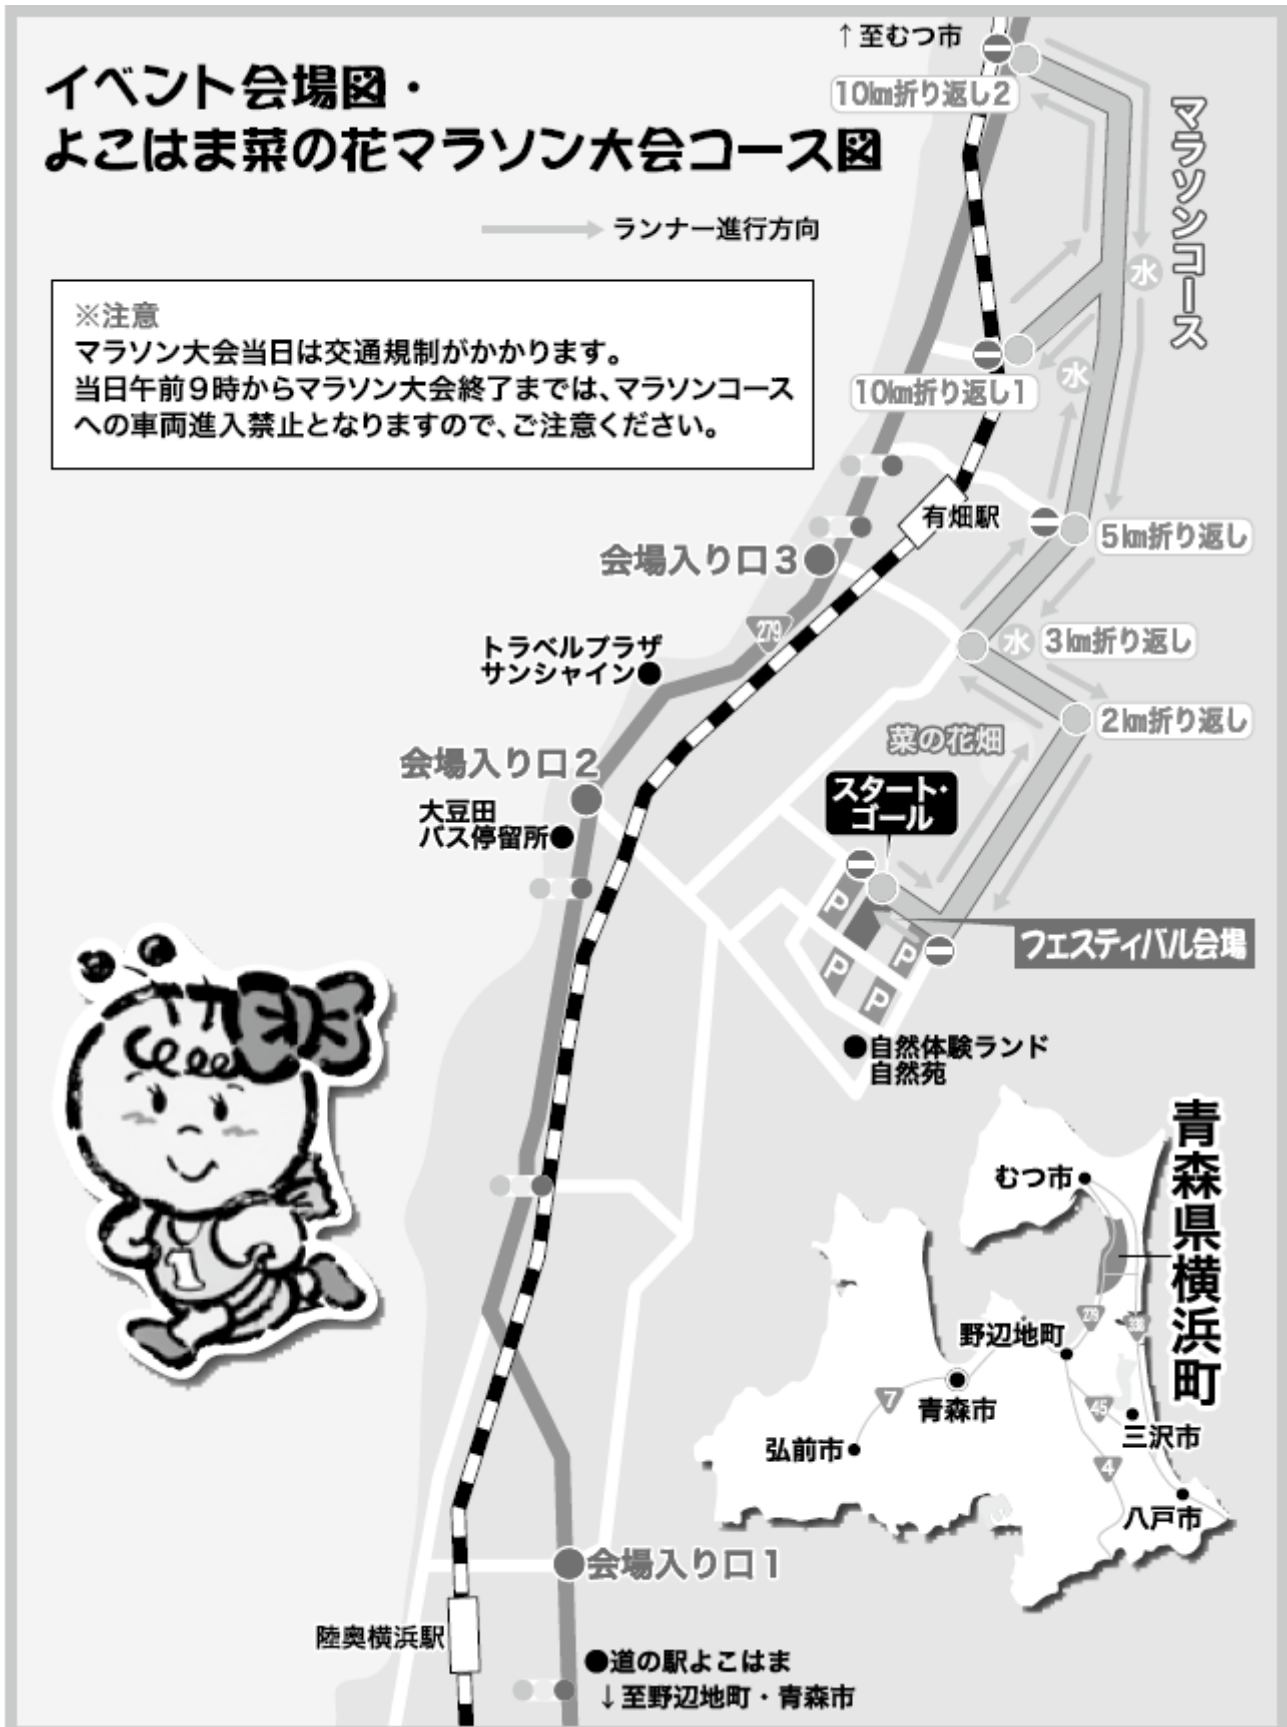 イベント会場図・
よこはま菜の花マラソン大会コース図
ランナー進行方向
※注意
マラソン大会当日は交通規制がかかります。
当日午前９時からマラソン大会終了までは、マラソンコース
への車両進入禁止となりますので、ご注意ください。
↑至むつ市
10㎞折り返し2
マラソンコース
水
10㎞折り返し1
水
有畑駅
5㎞折り返し
会場入り口３
279
トラベルプラザ
サンシャイン
水
3㎞折り返し
2㎞折り返し
菜の花畑
会場入り口２
大豆田
バス停留所
スタート・
ゴール
P
P
P
P
フェスティバル会場
自然体験ランド
自然苑
1
青森県横浜町
むつ市
279
338
野辺地町
7
青森市
45
三沢市
弘前市
4
八戸市
会場入り口１
陸奥横浜駅
道の駅よこはま
↓至野辺地町・青森市